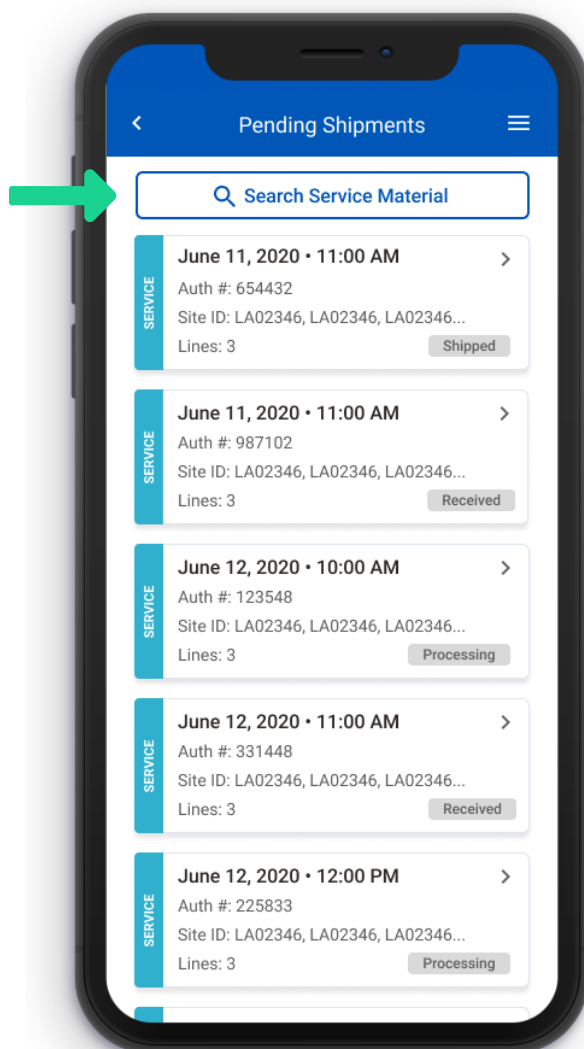 Pending Shipments
Search Service Material
SERVICE
June 11, 2020 • 11:00 AM
Auth #: 654432
Site ID: LA02346, LA02346, LA02346...
Lines: 3
Shipped
SERVICE
June 11, 2020 • 11:00 AM
Auth #: 987102
Site ID: LA02346, LA02346, LA02346...
Lines: 3
Received
SERVICE
June 12, 2020 • 10:00 AM
Auth #: 123548
Site ID: LA02346, LA02346, LA02346...
Lines: 3
Processing
SERVICE
June 12, 2020 • 11:00 AM
Auth #: 331448
Site ID: LA02346, LA02346, LA02346...
Lines: 3
Received
SERVICE
June 12, 2020 • 12:00 PM
Auth #: 225833
Site ID: LA02346, LA02346, LA02346...
Lines: 3
Processing